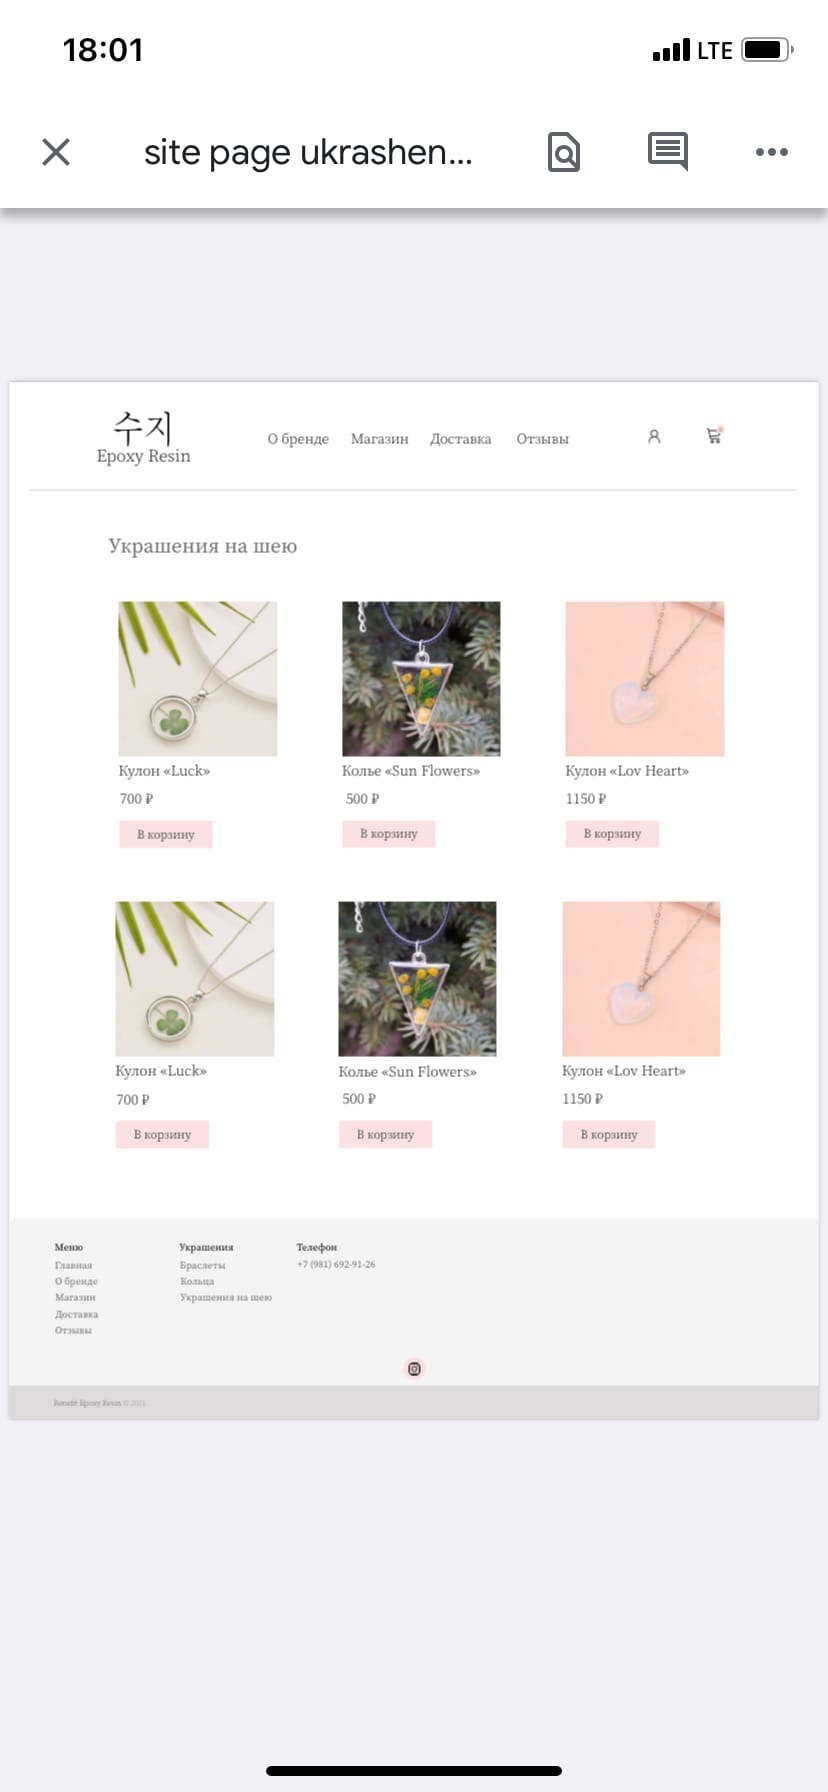 18:01
LTE
site page ukrashen...
수지
Epoxy Resin
О бренде Магазин Доставка Отзывы
Украшения на шею
Кулон «Luck» Колье «Sun Flowers» Кулон «Lov Heart»
700 ₽ 500 ₽ 1150 ₽
В корзину В корзину В корзину
Кулон «Luck» Колье «Sun Flowers» Кулон «Lov Heart»
700 ₽ 500 ₽ 1150 ₽
В корзину В корзину В корзину
Меню Украшения Телефон
Главная Браслеты +7 (981) 692-91-26
О бренде Кольца
Магазин Украшения на шею
Доставка
Отзывы
Benefit Epoxy Resin © 2021